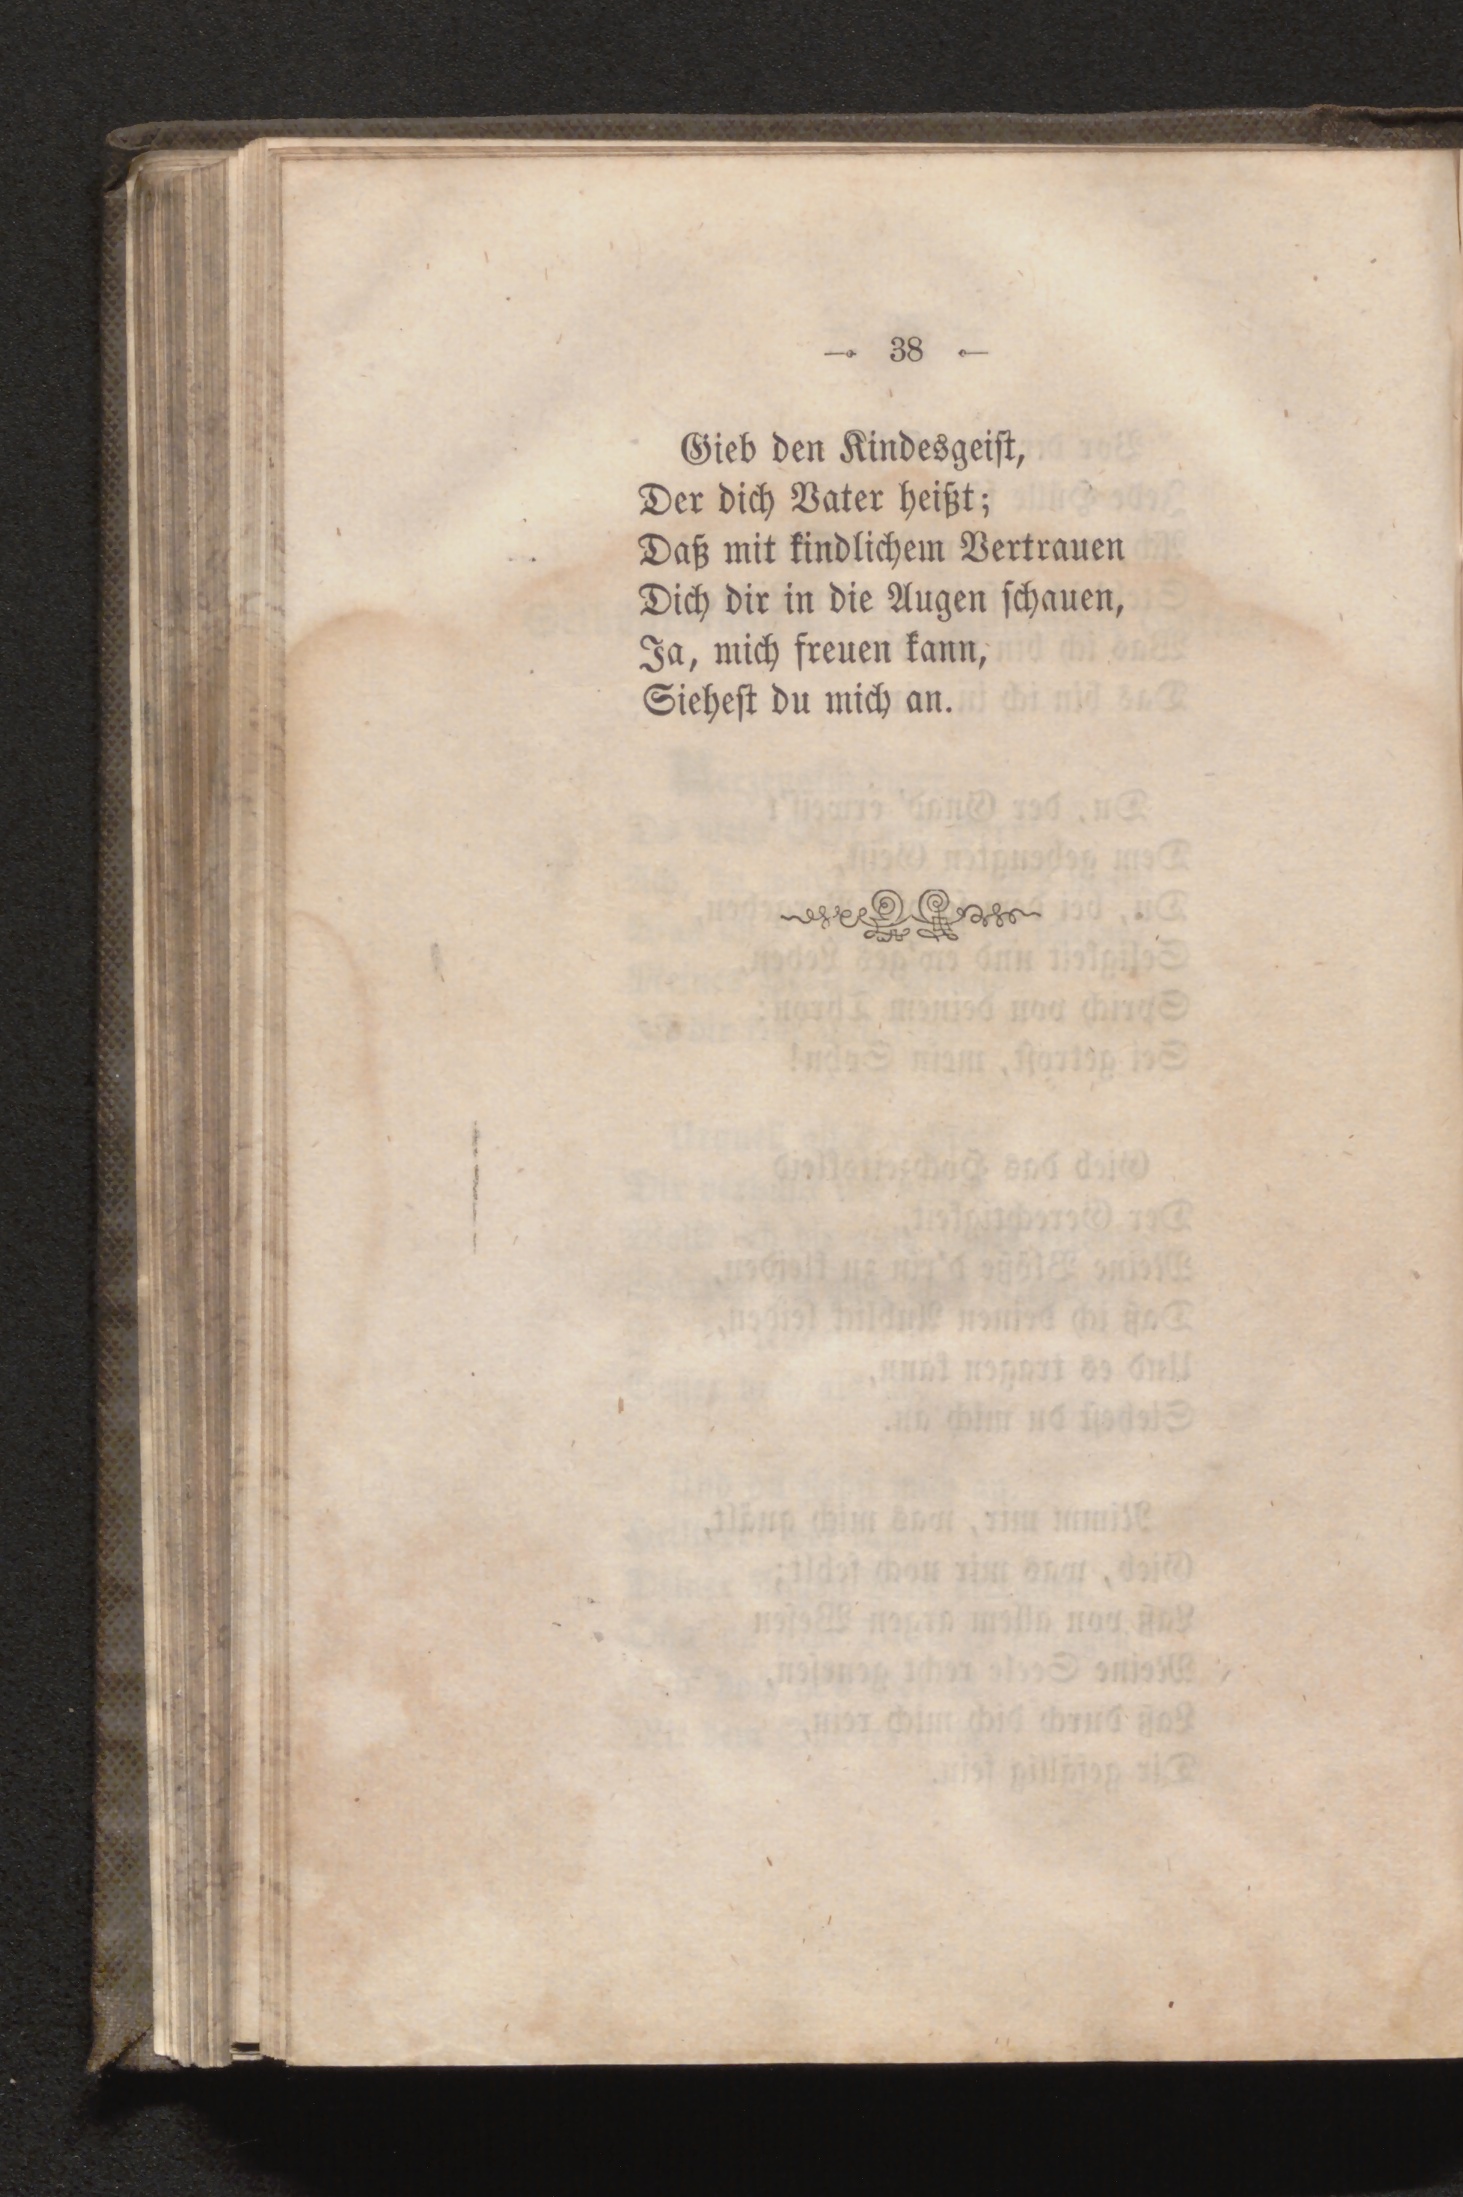 38
Gieb den Kindesgeiſt,
Der dich Vater heißt;
Daß mit kindlichem Vertrauen
Dich dir in die Augen ſchauen,
Ja, mich freuen kann,
Sieheſt du mich an.